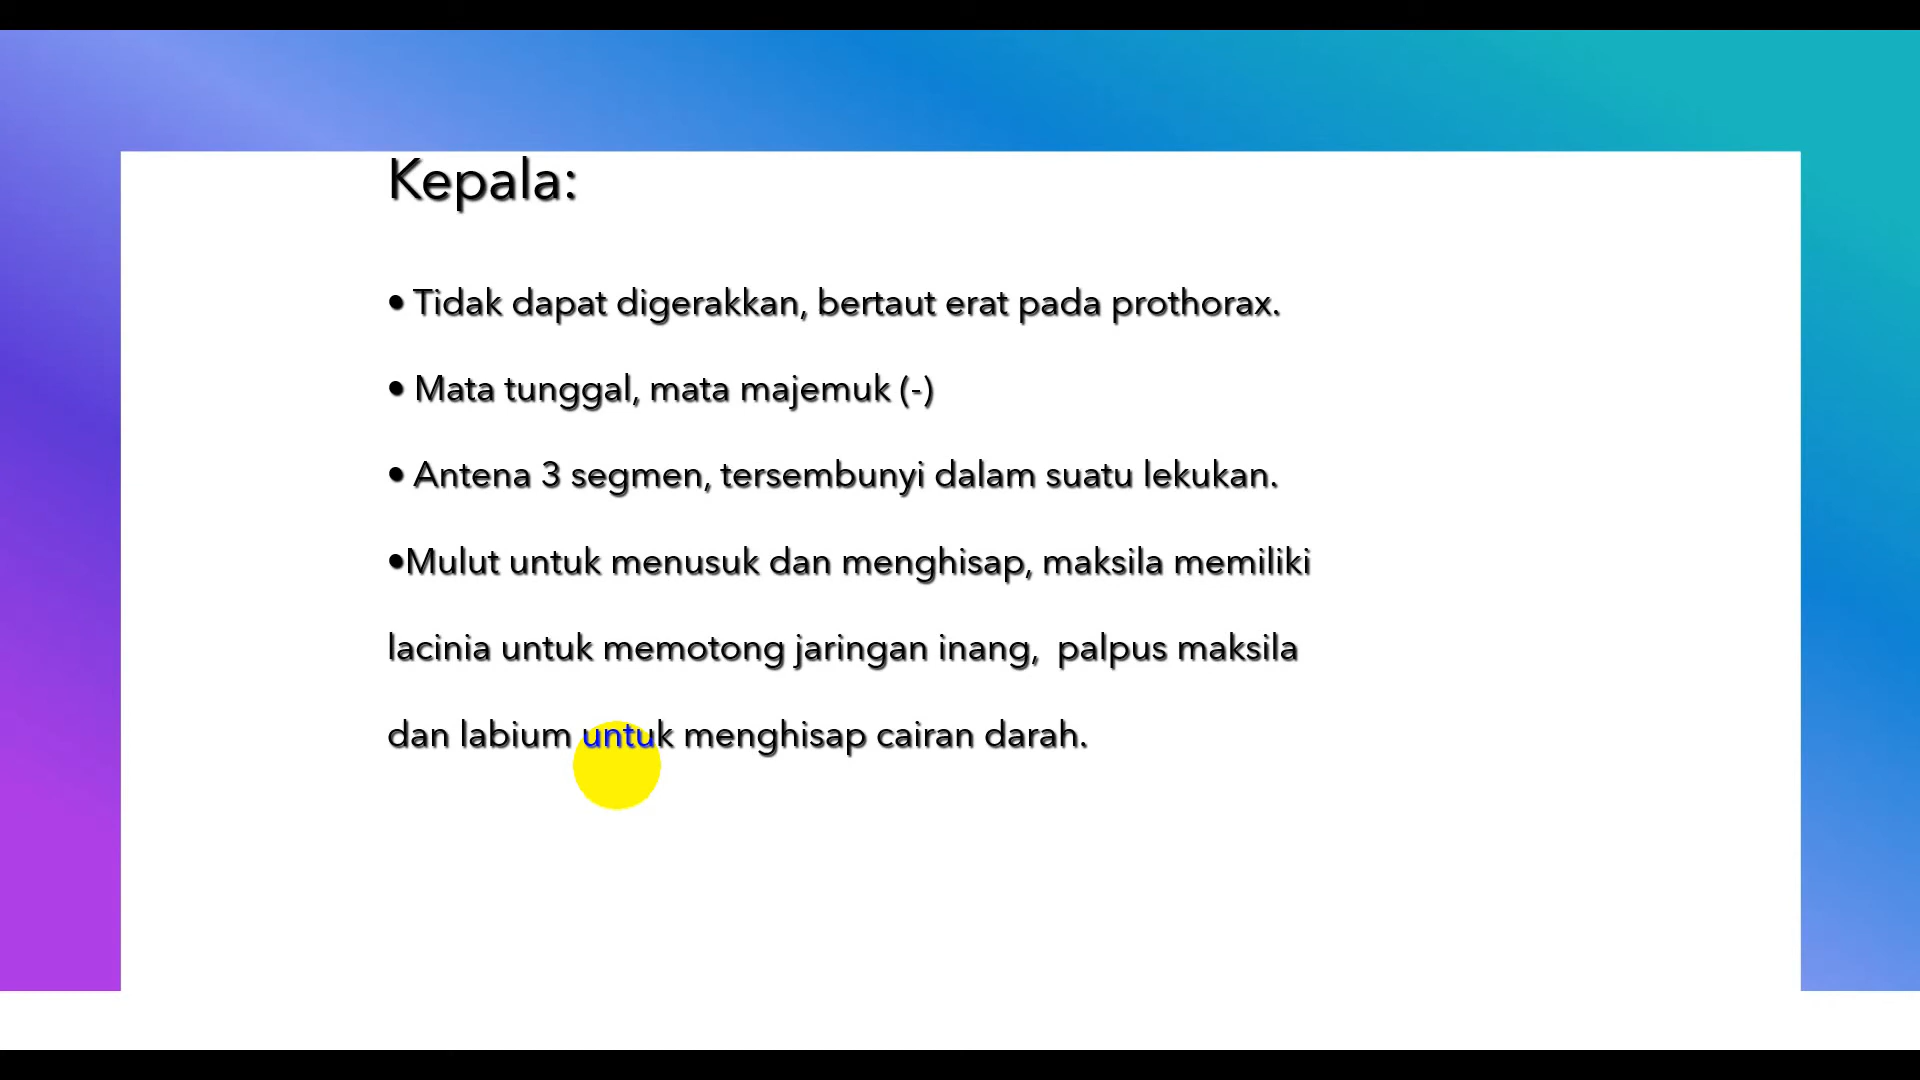 Kepala:
• Tidak dapat digerakkan, bertaut erat pada prothorax.
• Mata tunggal, mata majemuk (-)
• Antena 3 segmen, tersembunyi dalam suatu lekukan.
•Mulut untuk menusuk dan menghisap, maksila memiliki
lacinia untuk memotong jaringan inang,  palpus maksila
dan labium untuk menghisap cairan darah.